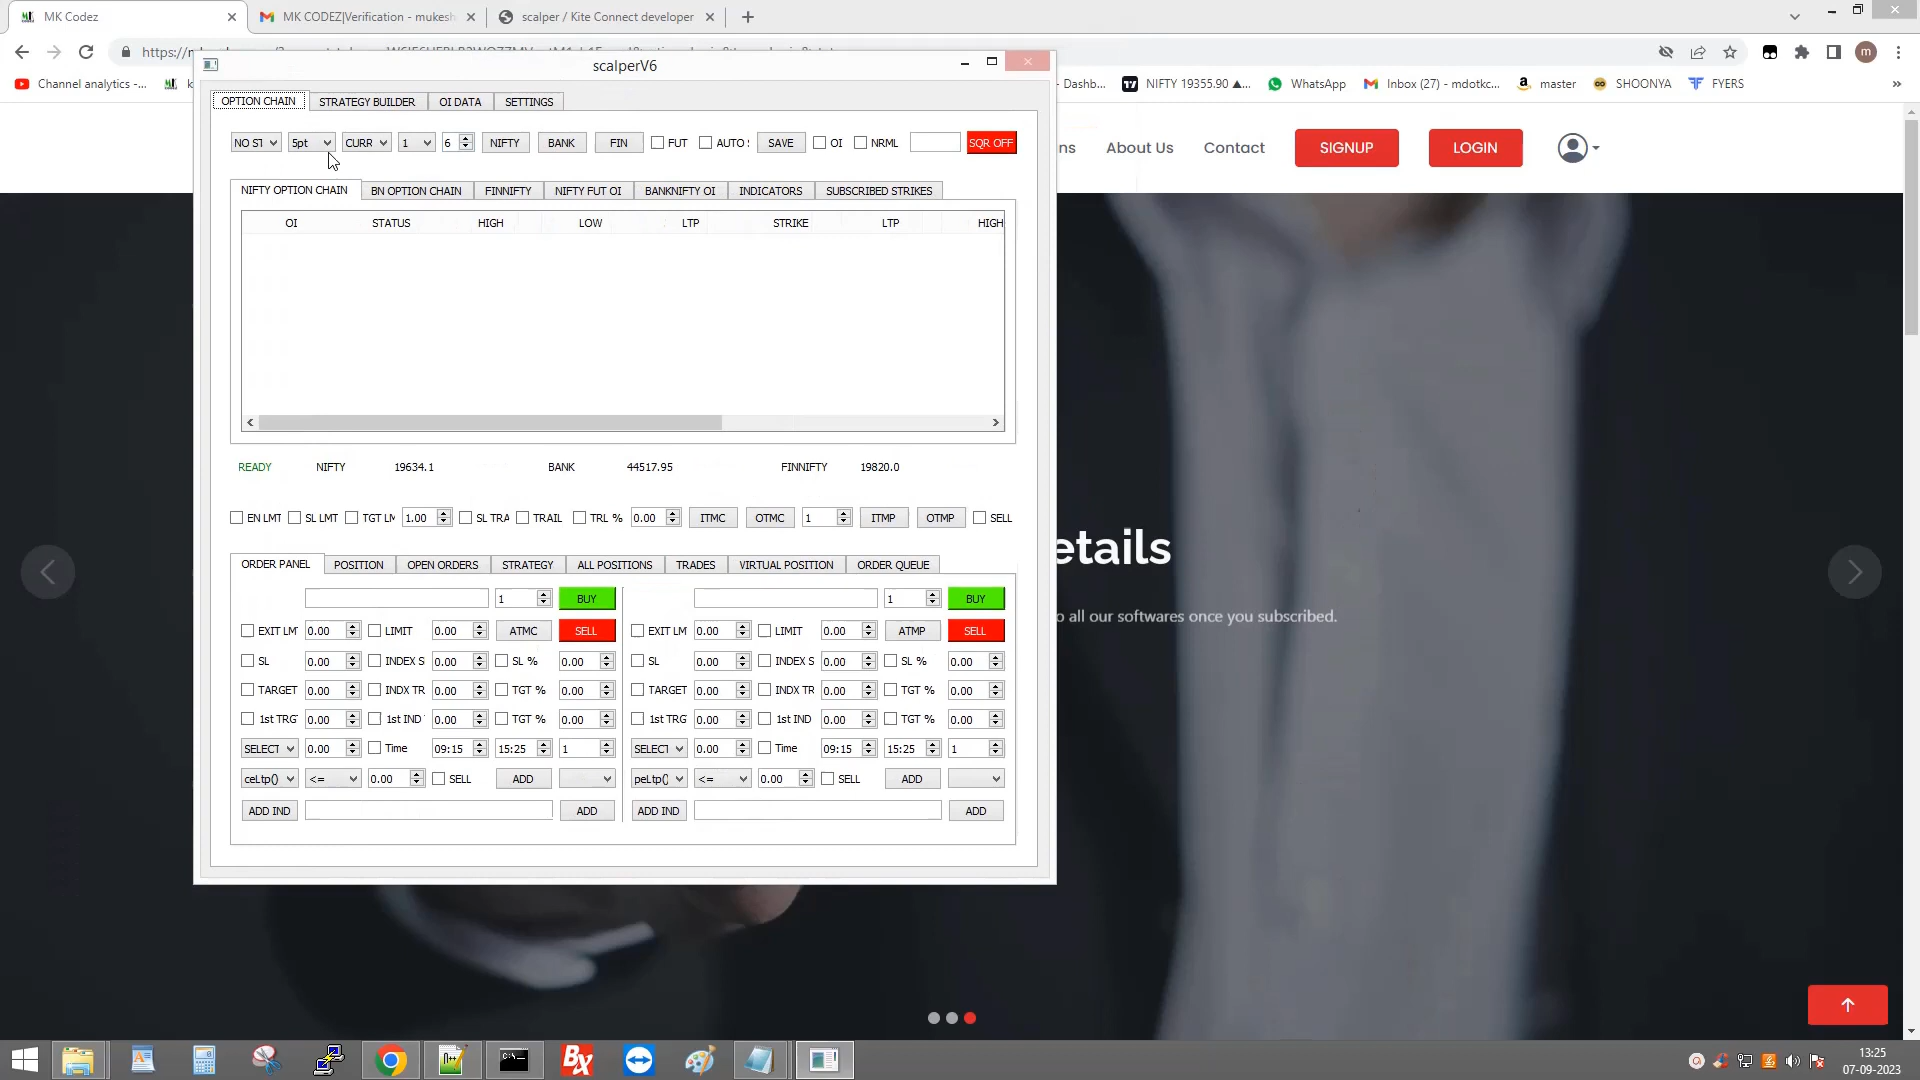 MK Codez
MK CODEZ|Verification - mukesh
scalper / Kite Connect developer
https://n
scalperV6
Channel analytics -...
- Dashb...
NIFTY 19355.90 ▲...
WhatsApp
Inbox (27) - mdotkc...
master
SHOONYA
FYERS
»
OPTION CHAIN
STRATEGY BUILDER
OI DATA
SETTINGS
NO ST
5pt
CURR
1
6
NIFTY
BANK
FIN
FUT
AUTO
SAVE
OI
NRML
SQR OFF
ns
About Us
Contact
SIGNUP
LOGIN
NIFTY OPTION CHAIN
BN OPTION CHAIN
FINNIFTY
NIFTY FUT OI
BANKNIFTY OI
INDICATORS
SUBSCRIBED STRIKES
OI
STATUS
HIGH
LOW
LTP
STRIKE
LTP
HIGH
READY
NIFTY
19634.1
BANK
44517.95
FINNIFTY
19820.0
EN LMT
SL LMT
TGT LM
1.00
SL TRA
TRAIL
TRL %
0.00
ITMC
OTMC
1
ITMP
OTMP
SELL
etails
o all our softwares once you subscribed.
ORDER PANEL
POSITION
OPEN ORDERS
STRATEGY
ALL POSITIONS
TRADES
VIRTUAL POSITION
ORDER QUEUE
1
BUY
1
BUY
EXIT LM
0.00
LIMIT
0.00
ATMC
SELL
EXIT LM
0.00
LIMIT
0.00
ATMP
SELL
SL
0.00
INDEX S
0.00
SL %
0.00
SL
0.00
INDEX S
0.00
SL %
0.00
TARGET
0.00
INDX TR
0.00
TGT %
0.00
TARGET
0.00
INDX TR
0.00
TGT %
0.00
1st TRG
0.00
1st IND
0.00
TGT %
0.00
1st TRG
0.00
1st IND
0.00
TGT %
0.00
SELECT
0.00
Time
09:15
15:25
1
SELECT
0.00
Time
09:15
15:25
1
ceLtp()
<=
0.00
SELL
ADD
peLtp()
<=
0.00
SELL
ADD
ADD IND
ADD
ADD IND
ADD
13:25
07-09-2023